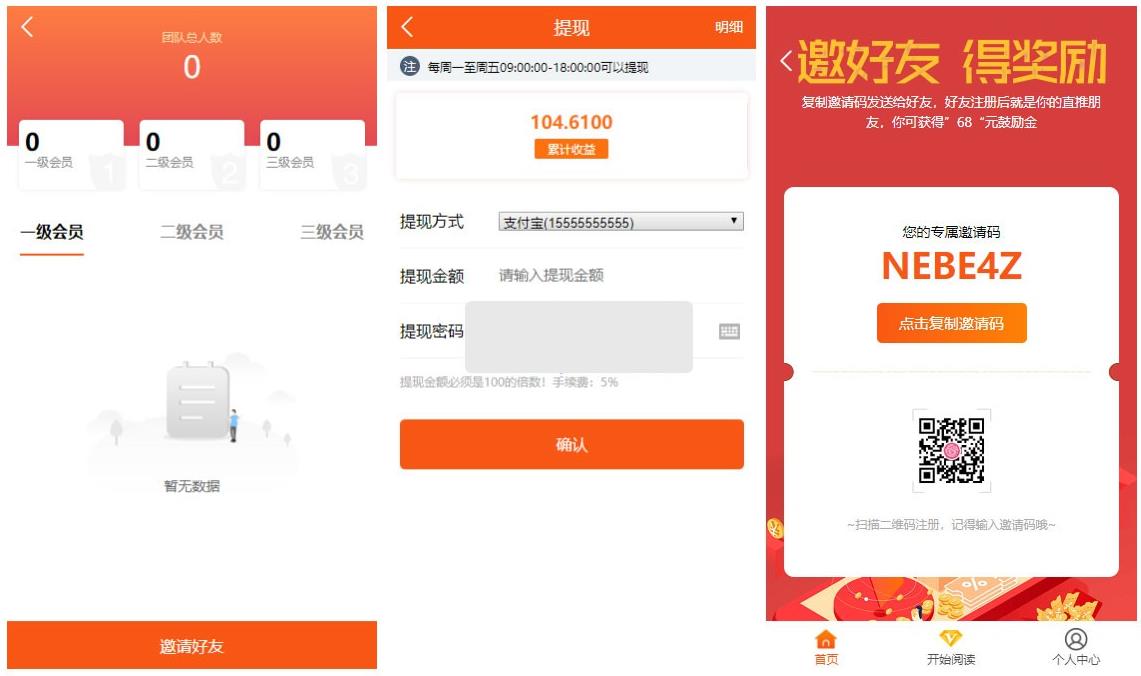 团队总人数
0
0
一级会员
1
0
二级会员
2
0
三级会员
3
一级会员
二级会员
三级会员
暂无数据
邀请好友
提现
明细
注
每周一至周五09:00:00-18:00:00可以提现
104.6100
累计收益
提现方式
支付宝(15555555555)
提现金额
请输入提现金额
提现密码
提现金额必须是100的倍数！手续费：5%
确认
邀好友 得奖励
复制邀请码发送给好友，好友注册后就是你的直推朋
友，你可获得”68“元鼓励金
您的专属邀请码
NEBE4Z
点击复制邀请码
~扫描二维码注册，记得输入邀请码哦~
%
首页
开始阅读
个人中心